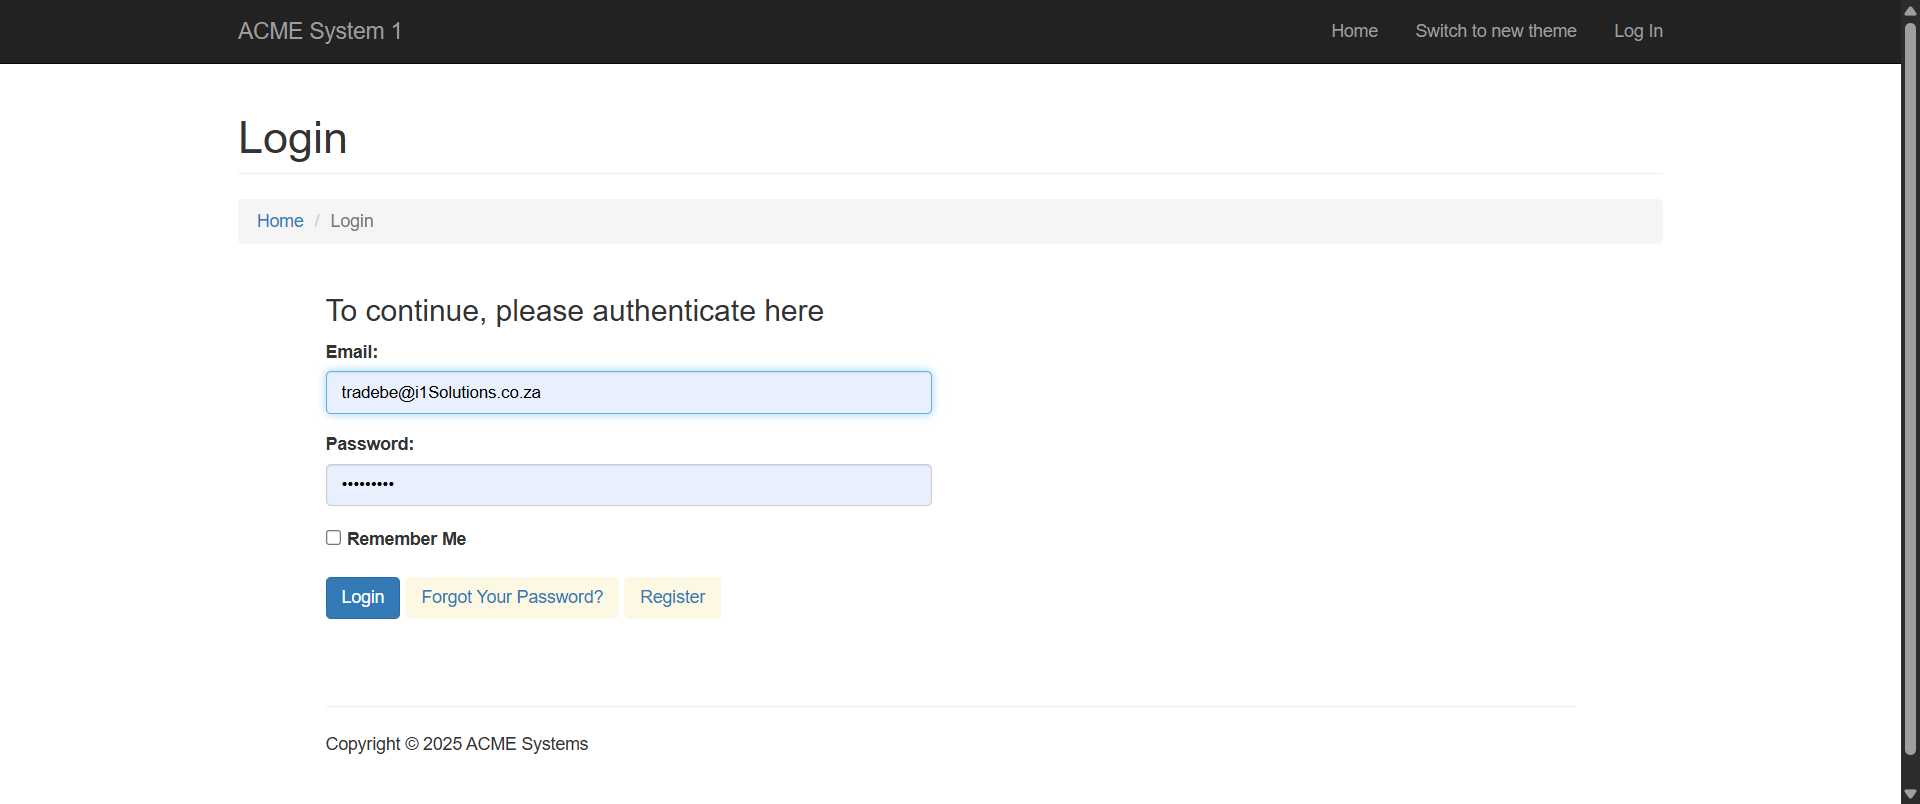 ACME System 1
Home
Switch to new theme
Log In
Login
Home / Login
To continue, please authenticate here
Email:
tradebe@i1Solutions.co.za
Password:
•••••••••
Remember Me
Login
Forgot Your Password?
Register
Copyright © 2025 ACME Systems